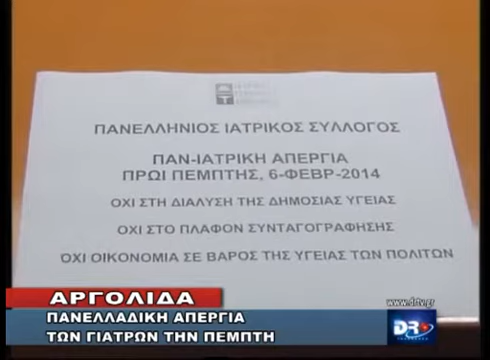 ΠΑΝΕΛΛΗΝΙΟΣ ΙΑΤΡΙΚΟΣ ΣΥΛΛΟΓΟΣ
ΠΑΝ-ΙΑΤΡΙΚΗ ΑΠΕΡΓΙΑ
ΠΡΩΙ ΠΕΜΠΤΗΣ, 6-ΦΕΒΡ-2014
ΟΧΙ ΣΤΗ ΔΙΑΛΥΣΗ ΤΗΣ ΔΗΜΟΣΙΑΣ ΥΓΕΙΑΣ
ΟΧΙ ΣΤΟ ΠΛΑΦΟΝ ΣΥΝΤΑΓΟΓΡΑΦΗΣΗΣ
ΟΧΙ ΟΙΚΟΝΟΜΙΑ ΣΕ ΒΑΡΟΣ ΤΗΣ ΥΓΕΙΑΣ ΤΩΝ ΠΟΛΙΤΩΝ
www.drtv.gr
ΑΡΓΟΛΙΔΑ
ΠΑΝΕΛΛΑΔΙΚΗ ΑΠΕΡΓΙΑ
ΤΩΝ ΓΙΑΤΡΩΝ ΤΗΝ ΠΕΜΠΤΗ
DR